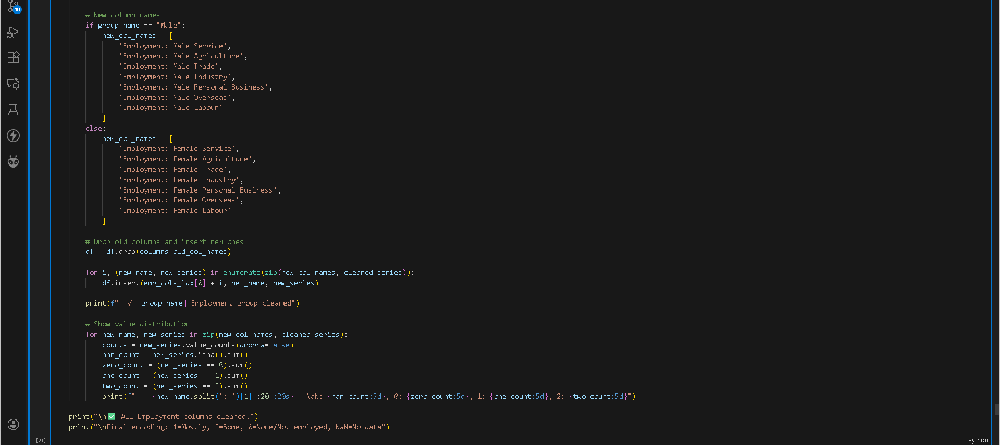 10
# New column names
if group_name == "Male":
new_col_names = [
'Employment: Male Service',
'Employment: Male Agriculture',
'Employment: Male Trade',
'Employment: Male Industry',
'Employment: Male Personal Business',
'Employment: Male Overseas',
'Employment: Male Labour'
]
else:
new_col_names = [
'Employment: Female Service',
'Employment: Female Agriculture',
'Employment: Female Trade',
'Employment: Female Industry',
'Employment: Female Personal Business',
'Employment: Female Overseas',
'Employment: Female Labour'
]
# Drop old columns and insert new ones
df = df.drop(columns=old_col_names)
for i, (new_name, new_series) in enumerate(zip(new_col_names, cleaned_series)):
df.insert(emp_cols_idx[0] + i, new_name, new_series)
print(f"  ✓ {group_name} Employment group cleaned")
# Show value distribution
for new_name, new_series in zip(new_col_names, cleaned_series):
counts = new_series.value_counts(dropna=False)
nan_count = new_series.isna().sum()
zero_count = (new_series == 0).sum()
one_count = (new_series == 1).sum()
two_count = (new_series == 2).sum()
print(f"    {new_name.split(': ')[1][:20]:20s} - NaN: {nan_count:5d}, 0: {zero_count:5d}, 1: {one_count:5d}, 2: {two_count:5d}")
print("\n✅ All Employment columns cleaned!")
print("\nFinal encoding: 1=Mostly, 2=Some, 0=None/Not employed, NaN=No data")
[84]
Python